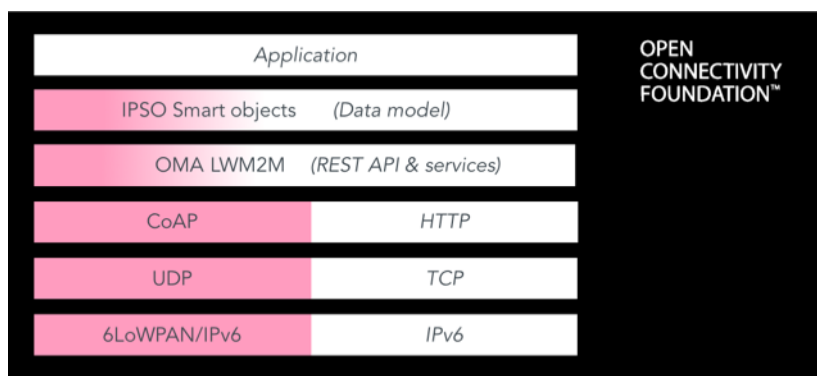 Application
IPSO Smart objects (Data model)
OMA LWM2M (REST API & services)
CoAP HTTP
UDP TCP
6LoWPAN/IPv6 IPv6
OPEN
CONNECTIVITY
FOUNDATION™